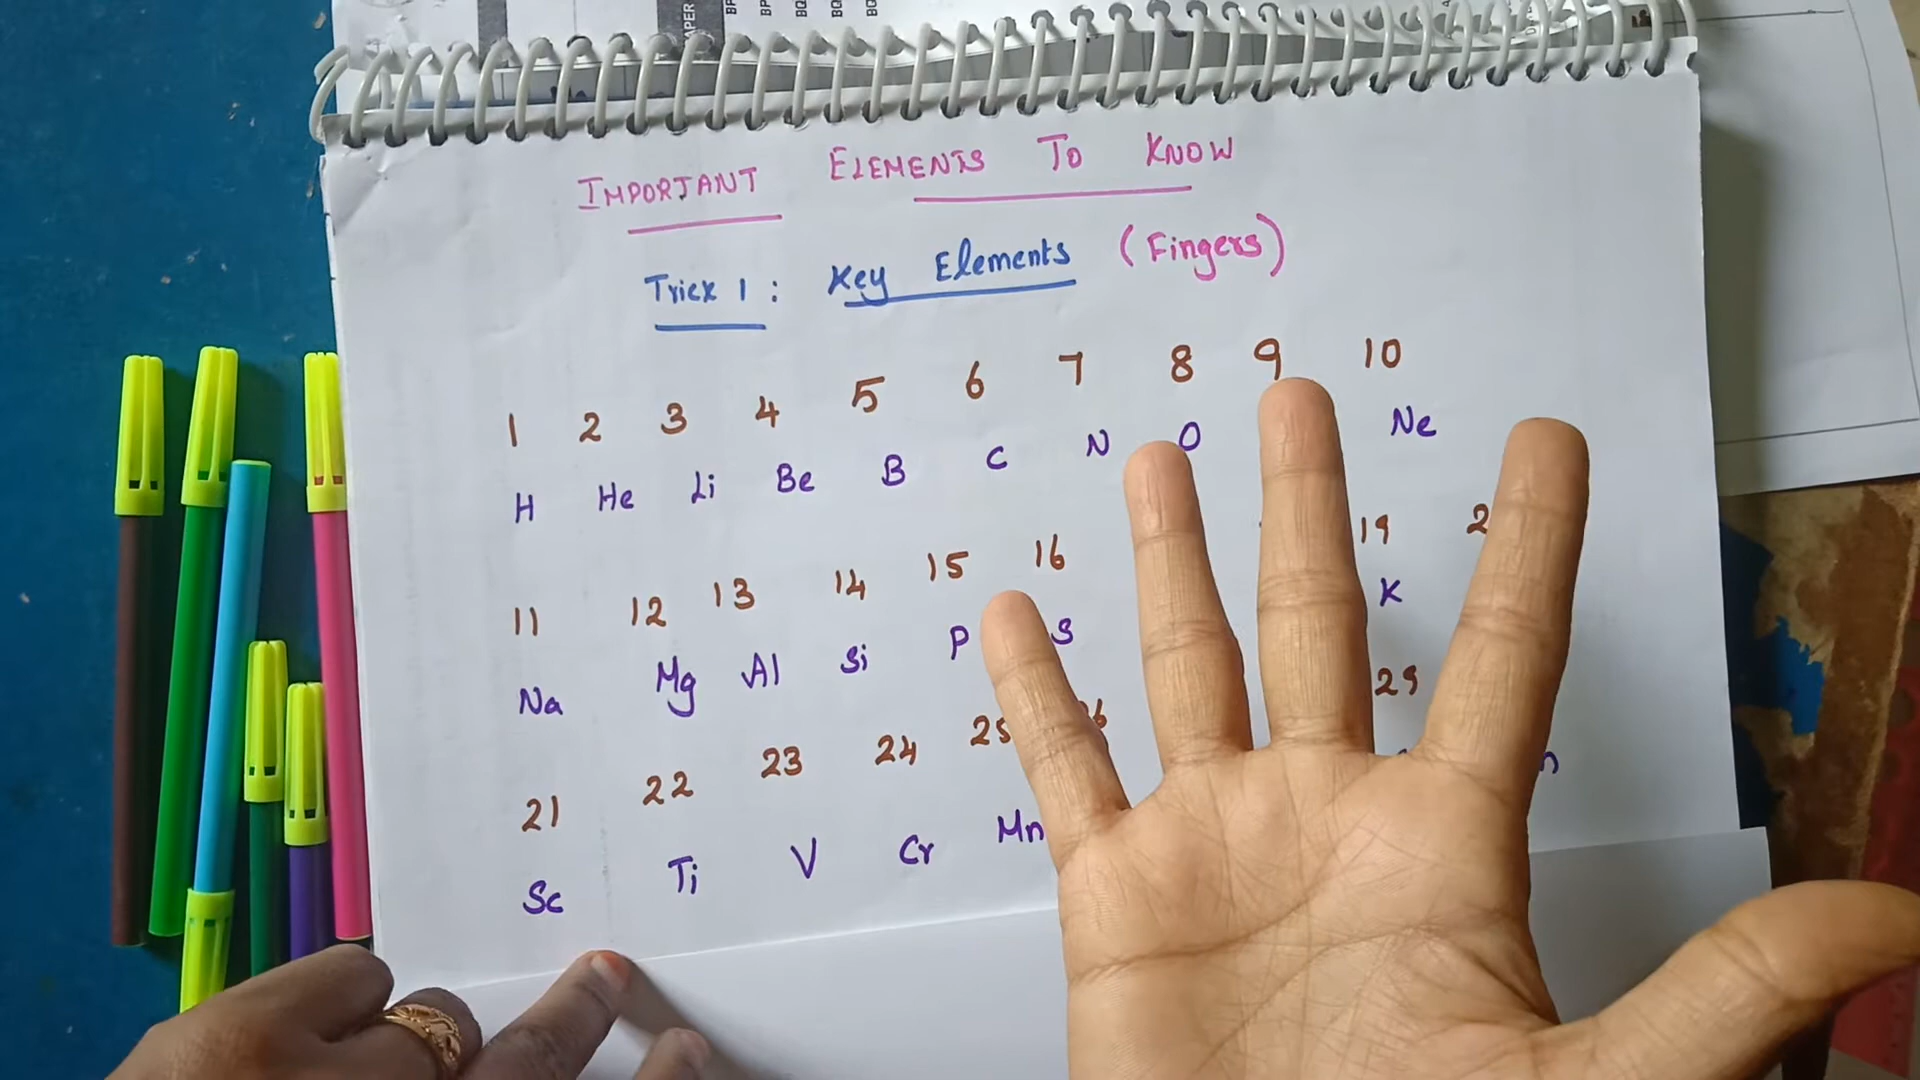 IMPORTANT ELEMENTS TO KNOW
Trick 1 : Key Elements (Fingers)
1 2 3 4 5 6 7 8 9 10
H He Li Be B C N O Ne
11 12 13 14 15 16 19
Na Mg Al Si P S K
21 22 23 24 25 29
Sc Ti V Cr Mn